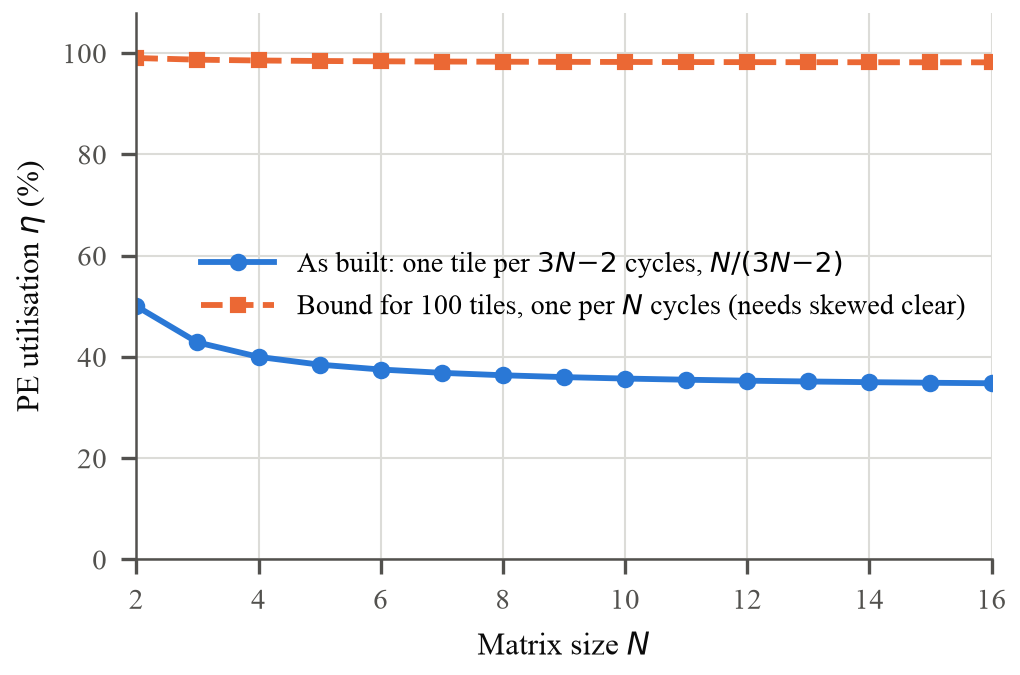 100
80
60
40
20
0
PE utilisation η (%)
As built: one tile per 3N−2 cycles, N/(3N−2)
Bound for 100 tiles, one per N cycles (needs skewed clear)
2 4 6 8 10 12 14 16
Matrix size N